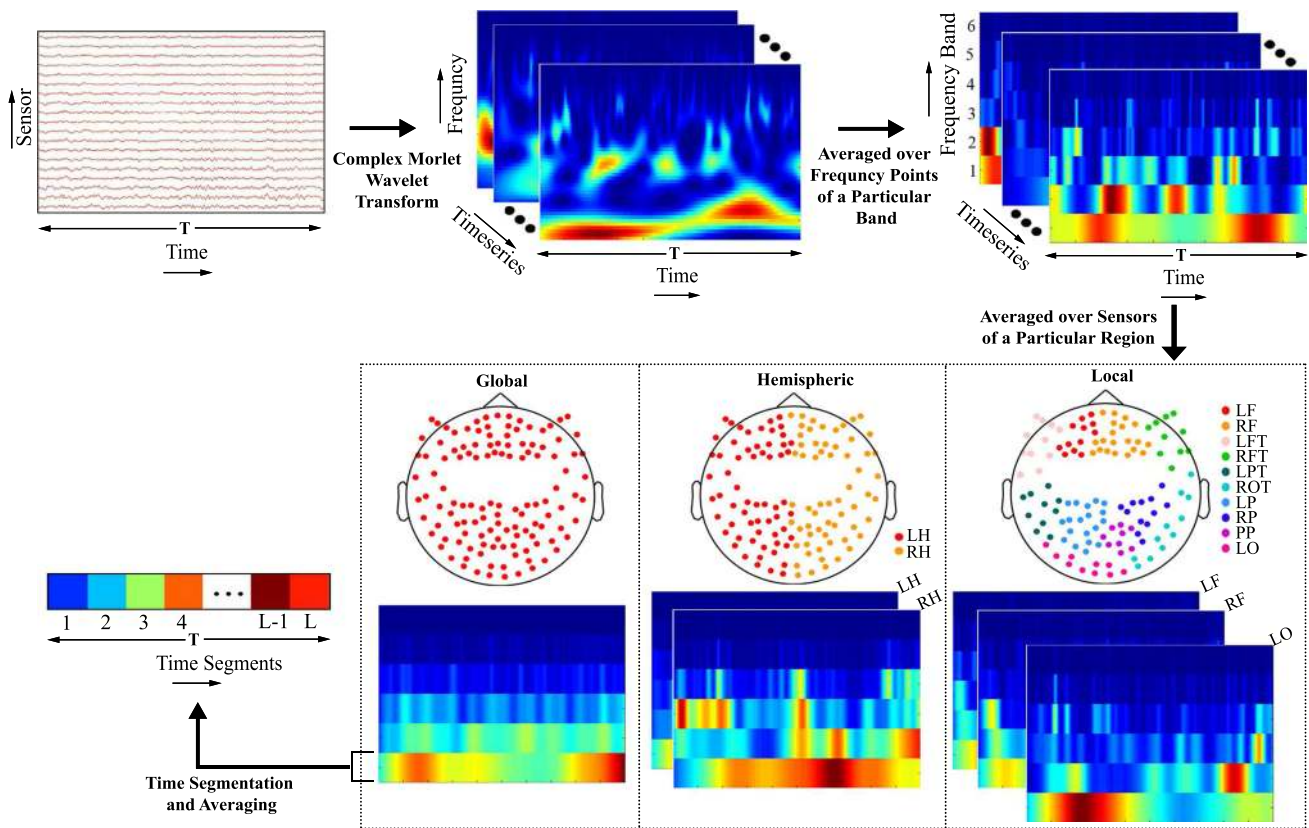 Sensor
T
Time
Complex Morlet
Wavelet
Transform
Frequncy
Timeseries
T
Time
Averaged over
Frequncy Points
of a Particular
Band
Frequency Band
6
5
4
3
2
1
Timeseries
T
Time
Averaged over Sensors
of a Particular Region
Global
Hemispheric
LH
RH
Local
LF
RF
LFT
RFT
LPT
ROT
LP
RP
PP
LO
LH
RH
LF
RF
LO
1 2 3 4 ... L-1 L
T
Time Segments
Time Segmentation
and Averaging